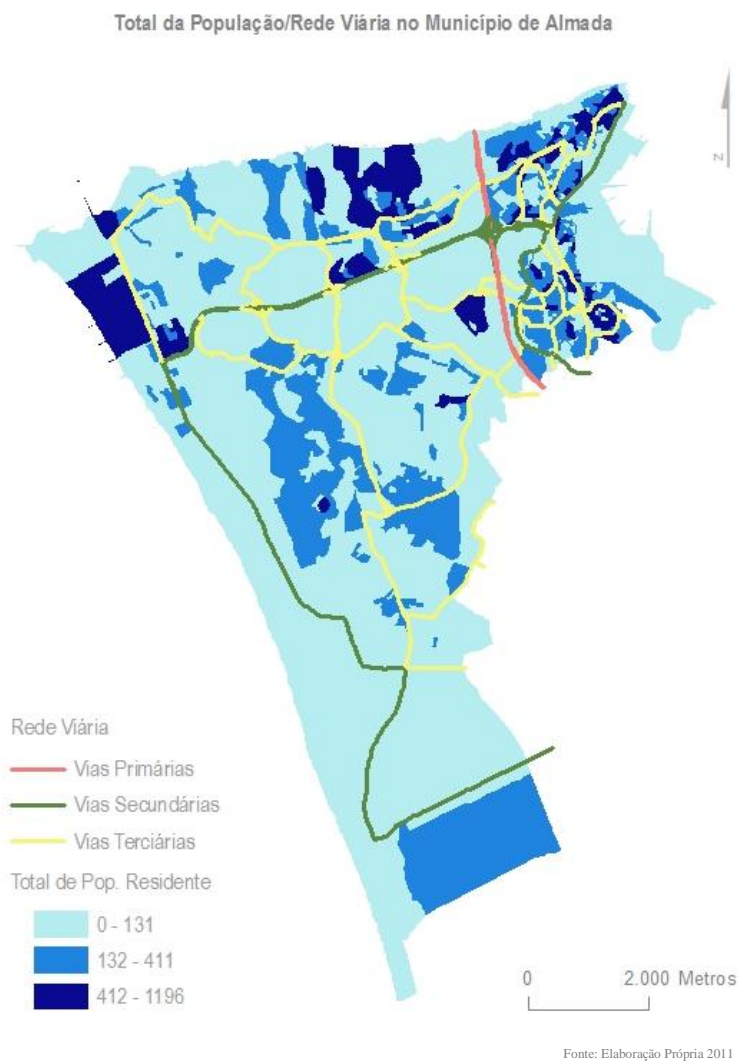 Total da População/Rede Viária no Município de Almada
N
Rede Viária
Vias Primárias
Vias Secundárias
Vias Terciárias
Total de Pop. Residente
0 - 131
132 - 411
412 - 1196
0 2.000 Metros
Fonte: Elaboração Própria 2011